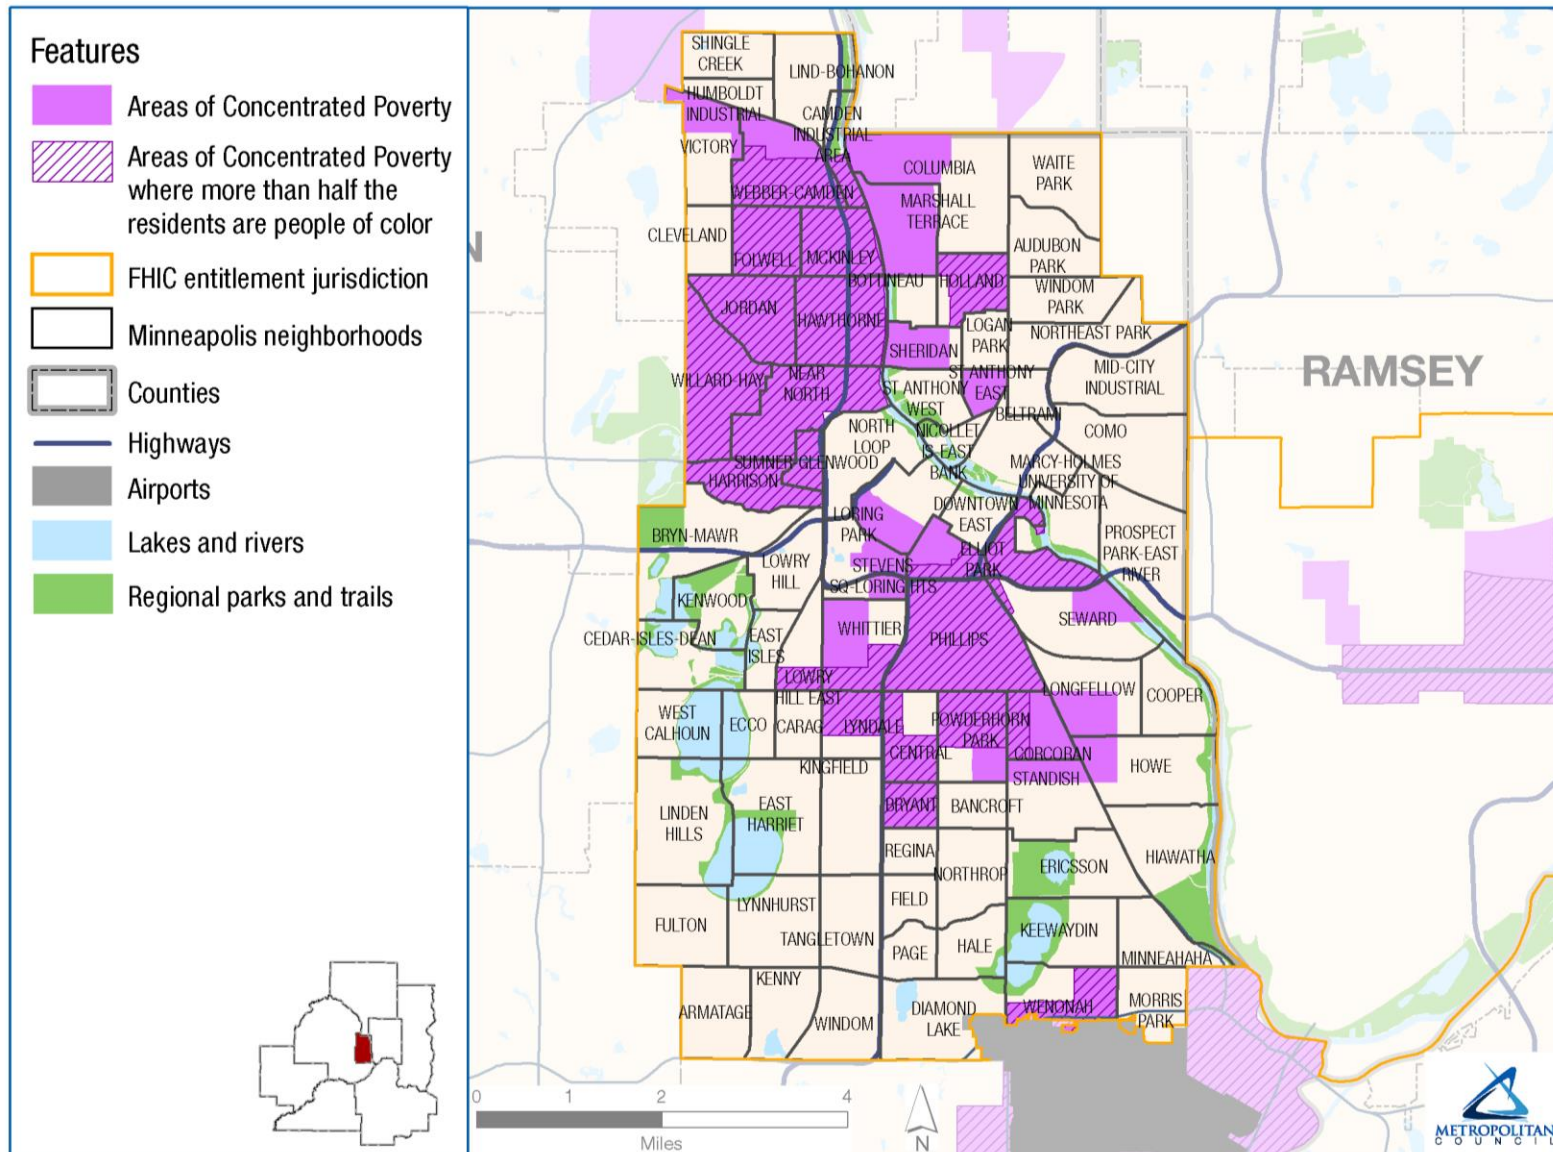 Features
Areas of Concentrated Poverty
Areas of Concentrated Poverty
where more than half the
residents are people of color
FHIC entitlement jurisdiction
Minneapolis neighborhoods
Counties
Highways
Airports
Lakes and rivers
Regional parks and trails
SHINGLE
CREEK
LIND-BOHANON
HUMBOLDT
INDUSTRIAL
CAMDEN
INDUSTRIAL
AREA
VICTORY
COLUMBIA
WAITE
PARK
WEBBER-CAMDEN
MARSHALL
TERRACE
CLEVELAND
FOLWELL
MCKINLEY
AUDUBON
PARK
BOTTINEAU
HOLLAND
WINDOM
PARK
JORDAN
HAWTHORNE
LOGAN
PARK
NORTHEAST PARK
SHERIDAN
RAMSEY
WILLARD-HAY
NEAR
NORTH
ST ANTHONY
WEST
ST ANTHONY
EAST
MID-CITY
INDUSTRIAL
BELTRAMI
COMO
NORTH
LOOP
NICOLLET
IS-EAST
BANK
SUMNER-GLENWOOD
HARRISON
MARCY-HOLMES
UNIVERSITY OF
MINNESOTA
DOWNTOWN
EAST
LORING
PARK
BRYN-MAWR
PROSPECT
PARK-EAST
RIVER
ELLIOT
PARK
LOWRY
HILL
STEVENS
SQ-LORING HTS
KENWOOD
SEWARD
CEDAR-ISLES-DEAN
EAST
ISLES
WHITTIER
PHILLIPS
LOWRY
HILL EAST
LONGFELLOW
COOPER
WEST
CALHOUN
ECCO
CARAG
LYNDALE
POWDERHORN
PARK
CENTRAL
CORCORAN
KINGFIELD
STANDISH
HOWE
LINDEN
HILLS
EAST
HARRIET
BRYANT
BANCROFT
REGINA
NORTHROP
ERICSSON
HIAWATHA
LYNNHURST
FIELD
FULTON
TANGLETOWN
PAGE
HALE
KEEWAYDIN
MINNEAHAHA
KENNY
ARMATAGE
WINDOM
DIAMOND
LAKE
WENONAH
MORRIS
PARK
0 1 2 4
Miles
N
METROPOLITAN
COUNCIL